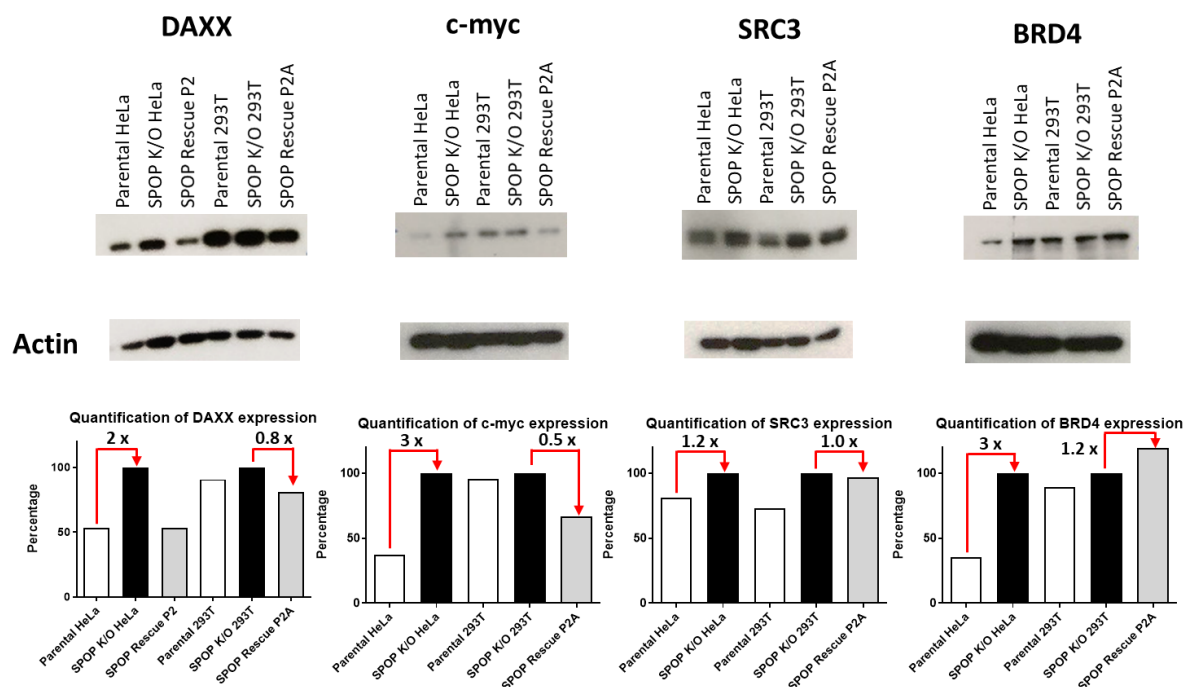 DAXX
c-myc
SRC3
BRD4
Parental HeLa
SPOP K/O HeLa
SPOP Rescue P2
Parental 293T
SPOP K/O 293T
SPOP Rescue P2A
Parental HeLa
SPOP K/O HeLa
Parental 293T
SPOP K/O 293T
SPOP Rescue P2A
Parental HeLa
SPOP K/O HeLa
Parental 293T
SPOP K/O 293T
SPOP Rescue P2A
Parental HeLa
SPOP K/O HeLa
Parental 293T
SPOP K/O 293T
SPOP Rescue P2A
Actin
Quantification of DAXX expression
2 x
0.8 x
Percentage
100
50
0
Parental HeLa
SPOP K/O HeLa
SPOP Rescue P2
Parental 293T
SPOP K/O 293T
SPOP Rescue P2A
Quantification of c-myc expression
3 x
0.5 x
Percentage
100
50
0
Parental HeLa
SPOP K/O HeLa
Parental 293T
SPOP K/O 293T
SPOP Rescue P2A
Quantification of SRC3 expression
1.2 x
1.0 x
Percentage
100
50
0
Parental HeLa
SPOP K/O HeLa
Parental 293T
SPOP K/O 293T
SPOP Rescue P2A
Quantification of BRD4 expression
3 x
1.2 x
Percentage
100
50
0
Parental HeLa
SPOP K/O HeLa
Parental 293T
SPOP K/O 293T
SPOP Rescue P2A